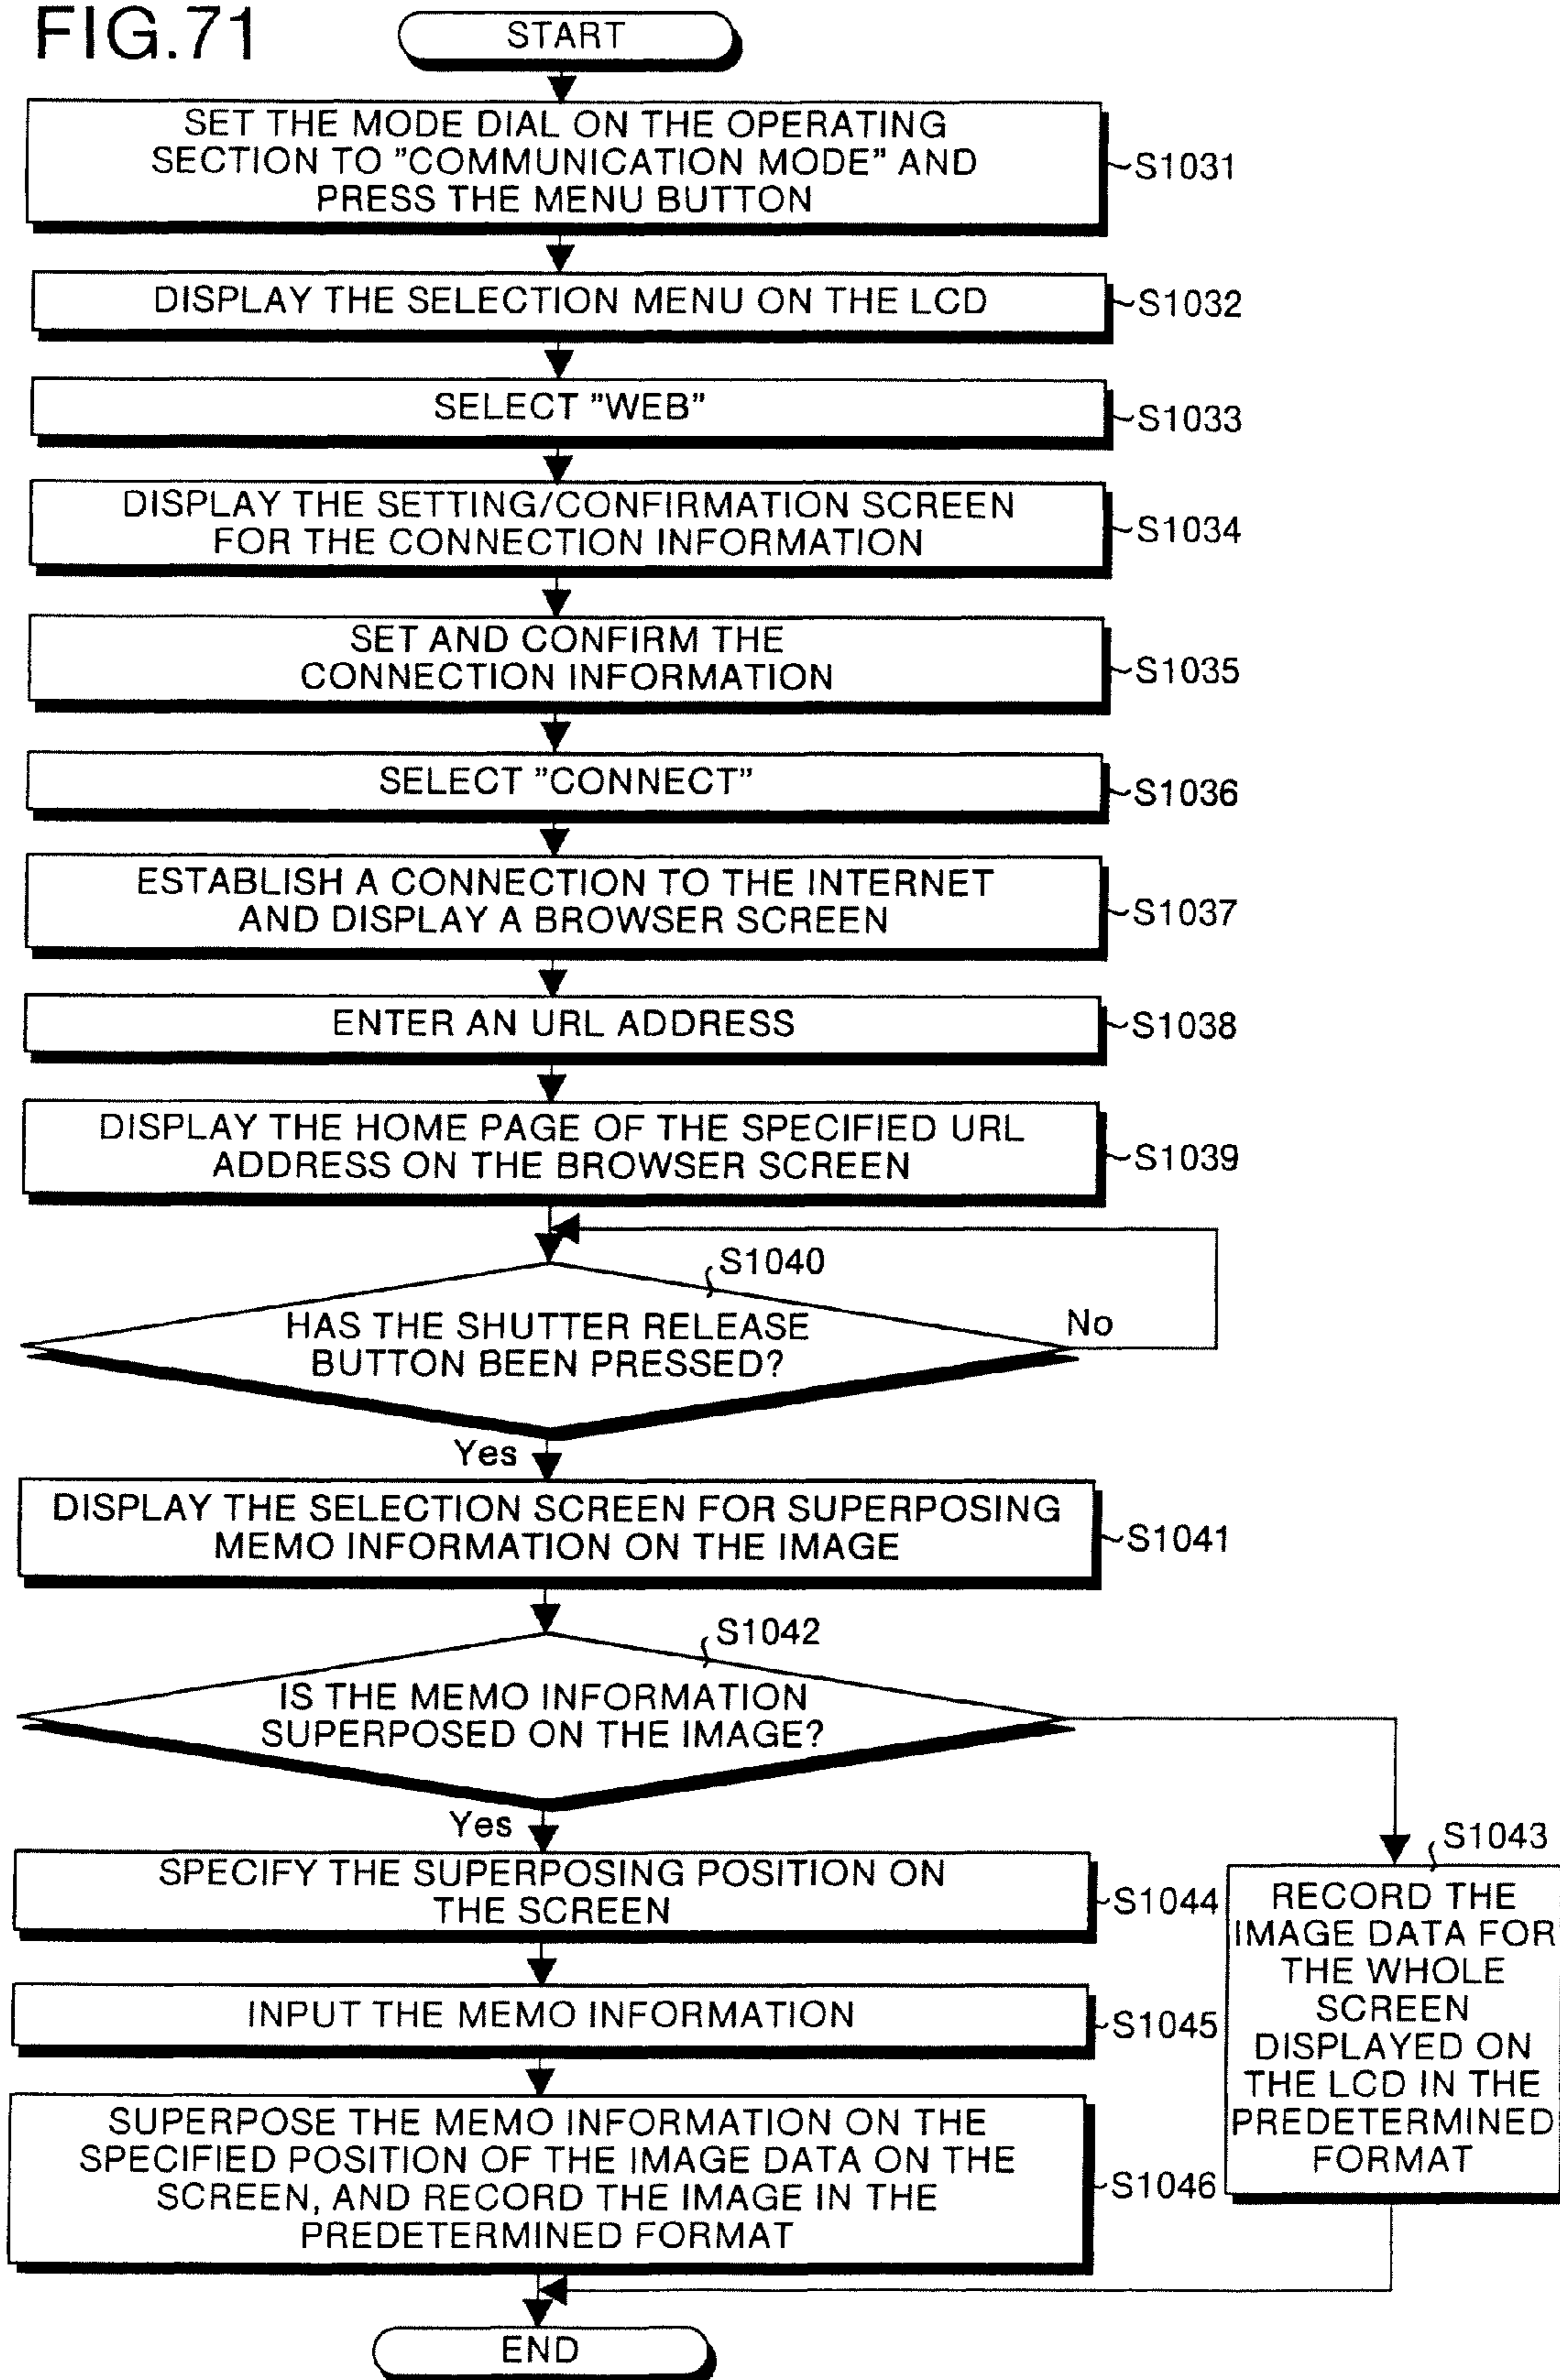 FIG.71
START
SET THE MODE DIAL ON THE OPERATING
SECTION TO "COMMUNICATION MODE" AND
PRESS THE MENU BUTTON
S1031
DISPLAY THE SELECTION MENU ON THE LCD
S1032
SELECT "WEB"
S1033
DISPLAY THE SETTING/CONFIRMATION SCREEN
FOR THE CONNECTION INFORMATION
S1034
SET AND CONFIRM THE
CONNECTION INFORMATION
S1035
SELECT "CONNECT"
S1036
ESTABLISH A CONNECTION TO THE INTERNET
AND DISPLAY A BROWSER SCREEN
S1037
ENTER AN URL ADDRESS
S1038
DISPLAY THE HOME PAGE OF THE SPECIFIED URL
ADDRESS ON THE BROWSER SCREEN
S1039
S1040
HAS THE SHUTTER RELEASE
BUTTON BEEN PRESSED?
No
Yes
DISPLAY THE SELECTION SCREEN FOR SUPERPOSING
MEMO INFORMATION ON THE IMAGE
S1041
S1042
IS THE MEMO INFORMATION
SUPERPOSED ON THE IMAGE?
Yes
S1043
RECORD THE
IMAGE DATA FOR
THE WHOLE
SCREEN
DISPLAYED ON
THE LCD IN THE
PREDETERMINED
FORMAT
SPECIFY THE SUPERPOSING POSITION ON
THE SCREEN
S1044
INPUT THE MEMO INFORMATION
S1045
SUPERPOSE THE MEMO INFORMATION ON THE
SPECIFIED POSITION OF THE IMAGE DATA ON THE
SCREEN, AND RECORD THE IMAGE IN THE
PREDETERMINED FORMAT
S1046
END